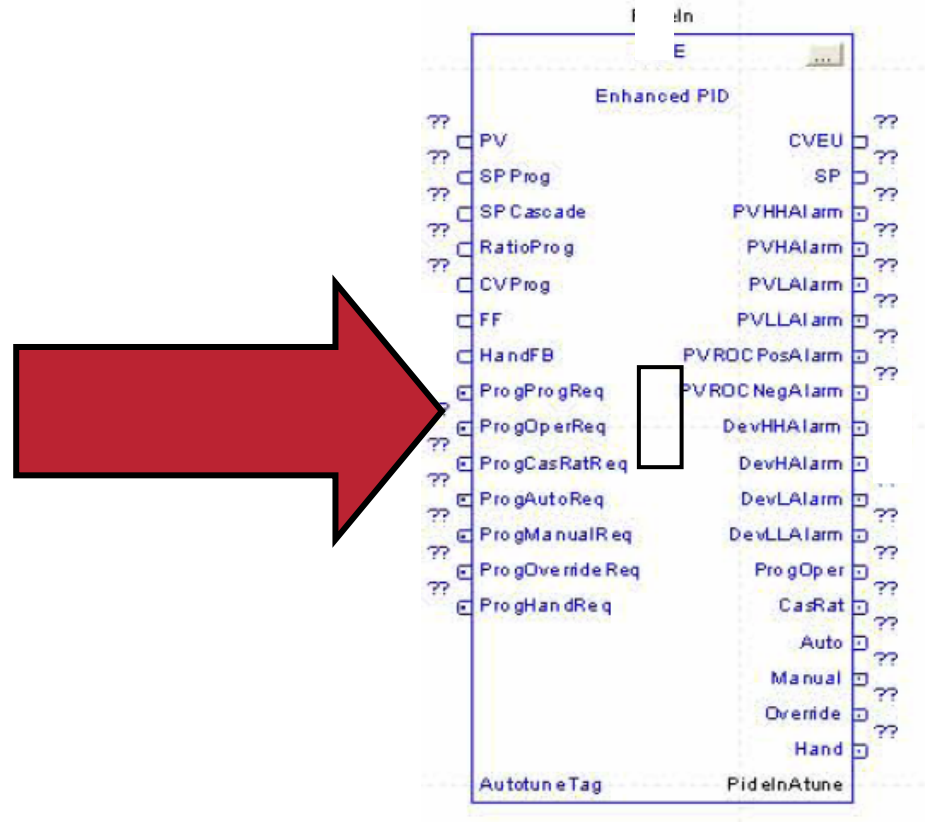 E
...
Enhanced PID
?? PV CVEU ??
?? SPProg SP ??
?? SPCascade PVHHAlarm ??
?? RatioProg PVHAlarm ??
?? CVProg PVLAlarm ??
FF PVLLAlarm ??
HandFB PVROCPosAlarm ??
ProgProgReq PVROCNegAlarm ??
ProgOperReq DevHHAlarm
?? ProgCasRatReq DevHAlarm
?? ProgAutoReq DevLAlarm
?? ProgManualReq DevLLAlarm ??
?? ProgOverrideReq ProgOper ??
?? ProgHandReq CasRat ??
Auto ??
Manual ??
Override ??
Hand ??
AutotuneTag PideInAtune